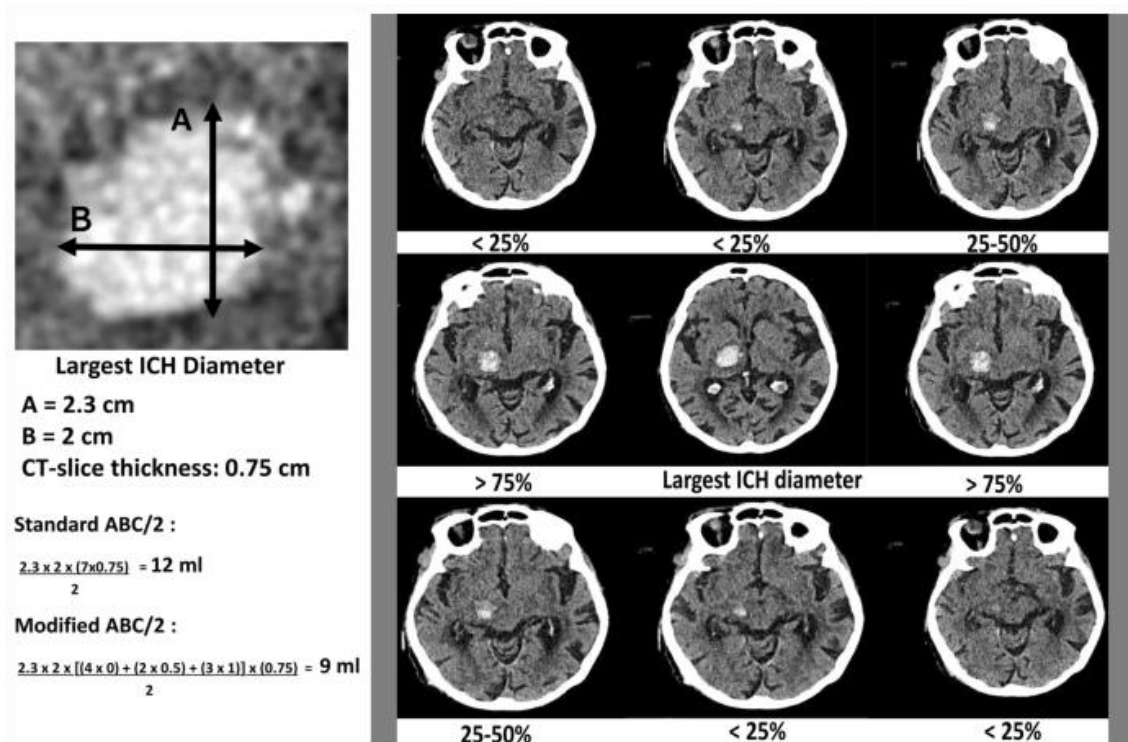 A
B
Largest ICH Diameter
A = 2.3 cm
B = 2 cm
CT-slice thickness: 0.75 cm
Standard ABC/2 :
2.3 x 2 x (7x0.75) = 12 ml
2
Modified ABC/2 :
2.3 x 2 x [(4 x 0) + (2 x 0.5) + (3 x 1)] x (0.75) = 9 ml
2
< 25% < 25% 25-50%
> 75% Largest ICH diameter > 75%
25-50% < 25% < 25%